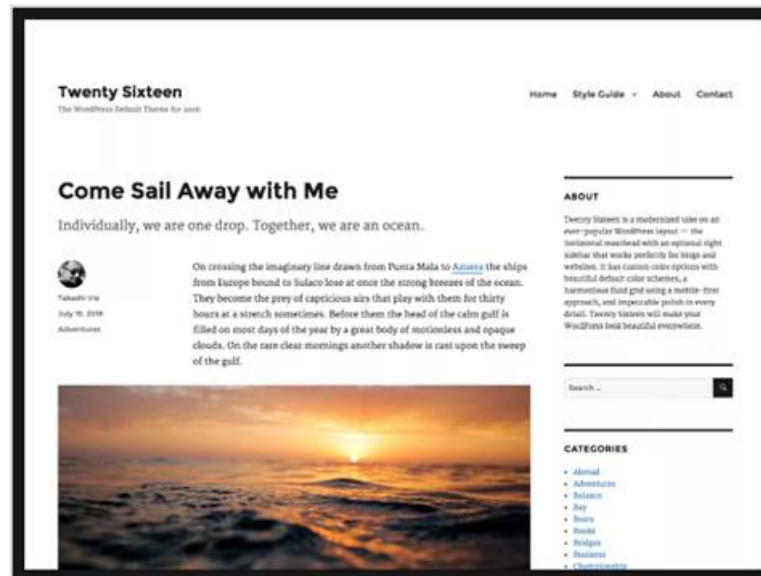 Twenty Sixteen
The WordPress Default Theme for 2016
Home Style Guide About Contact
Come Sail Away with Me
Individually, we are one drop. Together, we are an ocean.
Takashi Irie
July 15, 2016
Adventures
On crossing the imaginary line drawn from Punta Mala to Azuera the ships
from Europe bound to Sulaco lose at once the strong breezes of the ocean.
They become the prey of capricious airs that play with them for thirty
hours at a stretch sometimes. Before them the head of the calm gulf is
filled on most days of the year by a great body of motionless and opaque
clouds. On the rare clear mornings another shadow is cast upon the sweep
of the gulf.
ABOUT
Twenty Sixteen is a modernized take on an
ever-popular WordPress layout — the
horizontal masthead with an optional right
sidebar that works perfectly for blogs and
websites. It has custom color options with
beautiful default color schemes, a
harmonious fluid grid using a mobile-first
approach, and impeccable polish in every
detail. Twenty Sixteen will make your
WordPress look beautiful everywhere.
Search …
CATEGORIES
Abroad
Adventures
Balance
Bay
Boats
Books
Bridges
Business
Championship